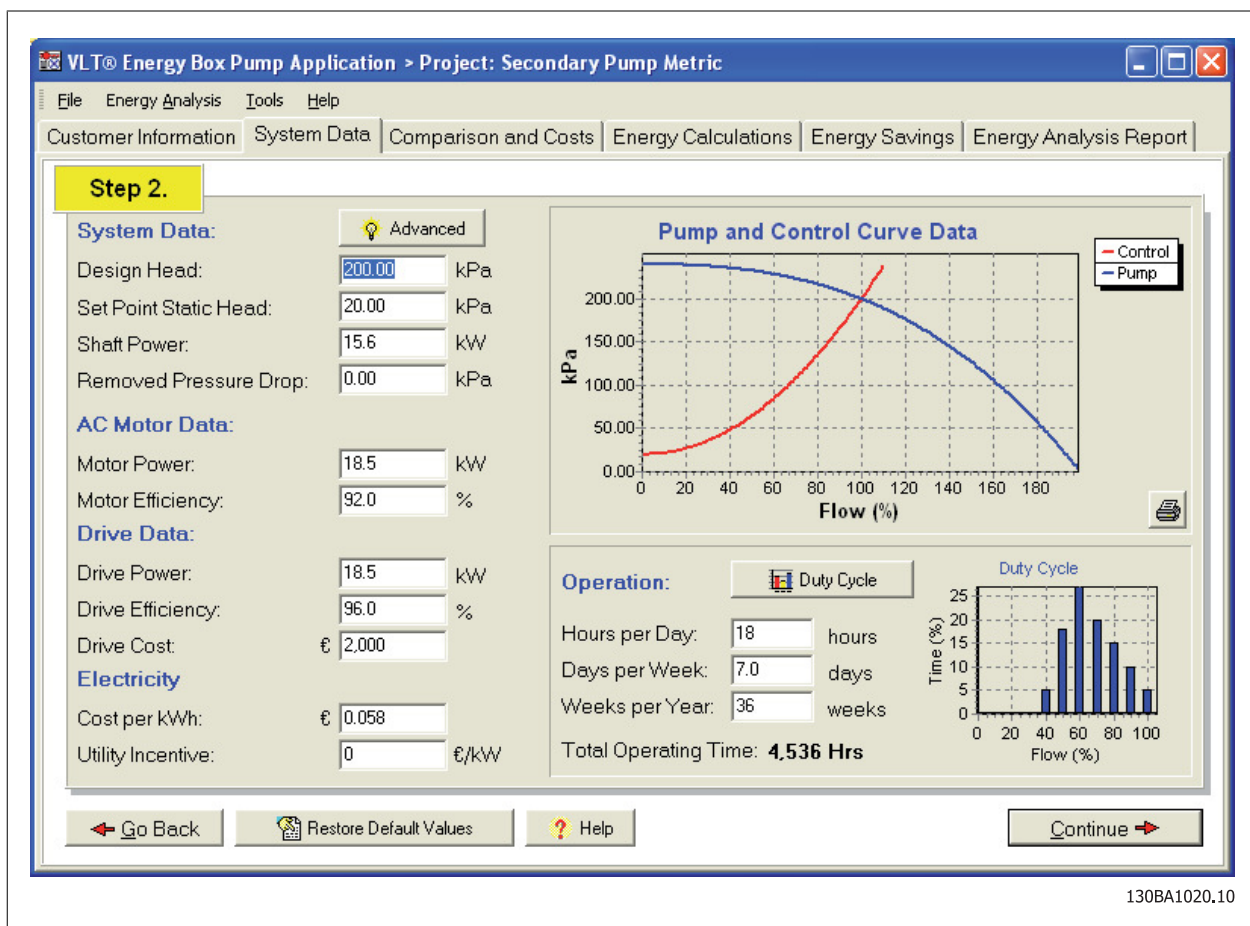 VLT® Energy Box Pump Application > Project: Secondary Pump Metric
File Energy Analysis Tools Help
Customer Information System Data Comparison and Costs Energy Calculations Energy Savings Energy Analysis Report
Step 2.
System Data: Advanced
Design Head: 200.00 kPa
Set Point Static Head: 20.00 kPa
Shaft Power: 15.6 kW
Removed Pressure Drop: 0.00 kPa
AC Motor Data:
Motor Power: 18.5 kW
Motor Efficiency: 92.0 %
Drive Data:
Drive Power: 18.5 kW
Drive Efficiency: 96.0 %
Drive Cost: € 2,000
Electricity
Cost per kWh: € 0.058
Utility Incentive: 0 €/kW
Pump and Control Curve Data
Control
Pump
kPa
200.00
150.00
100.00
50.00
0.00
0 20 40 60 80 100 120 140 160 180
Flow (%)
Operation: Duty Cycle
Hours per Day: 18 hours
Days per Week: 7.0 days
Weeks per Year: 36 weeks
Total Operating Time: 4,536 Hrs
Duty Cycle
Time (%)
25
20
15
10
5
0
0 20 40 60 80 100
Flow (%)
Go Back Restore Default Values ? Help Continue
130BA1020.10